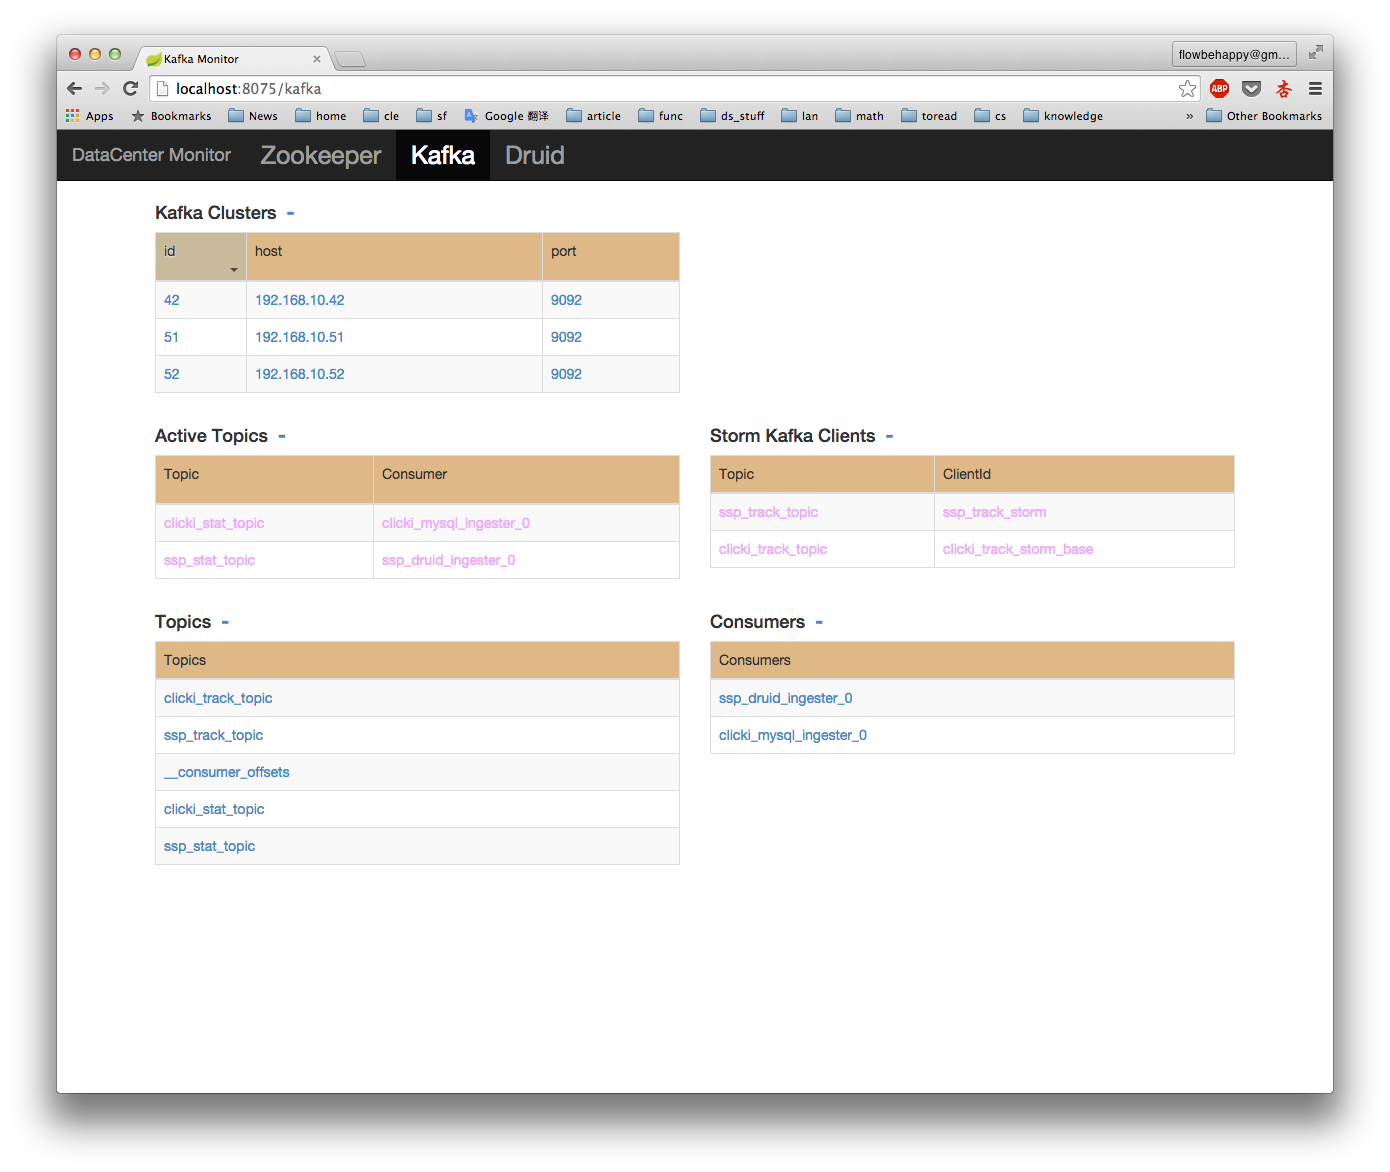 Kafka Monitor
flowbehappy@gm...
localhost:8075/kafka
ABP
Apps Bookmarks News home cle sf Google 翻译 article func ds_stuff lan math toread cs knowledge » Other Bookmarks
DataCenter Monitor Zookeeper Kafka Druid
Kafka Clusters -
id host port
42 192.168.10.42 9092
51 192.168.10.51 9092
52 192.168.10.52 9092
Active Topics -
Topic Consumer
clicki_stat_topic clicki_mysql_ingester_0
ssp_stat_topic ssp_druid_ingester_0
Storm Kafka Clients -
Topic ClientId
ssp_track_topic ssp_track_storm
clicki_track_topic clicki_track_storm_base
Topics -
Topics
clicki_track_topic
ssp_track_topic
__consumer_offsets
clicki_stat_topic
ssp_stat_topic
Consumers -
Consumers
ssp_druid_ingester_0
clicki_mysql_ingester_0